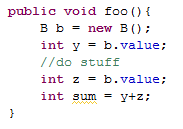 public void foo(){
B b = new B();
int y = b.value;
//do stuff
int z = b.value;
int sum = y+z;
}